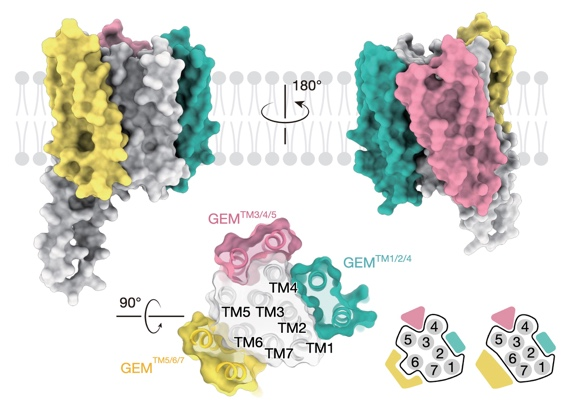 180°
GEM^TM3/4/5
GEM^TM1/2/4
TM4
90°
TM5 TM3
TM2
TM6
TM7 TM1
GEM^TM5/6/7
4
5 3
2
6
7 1
4
5 3
2
6
7 1